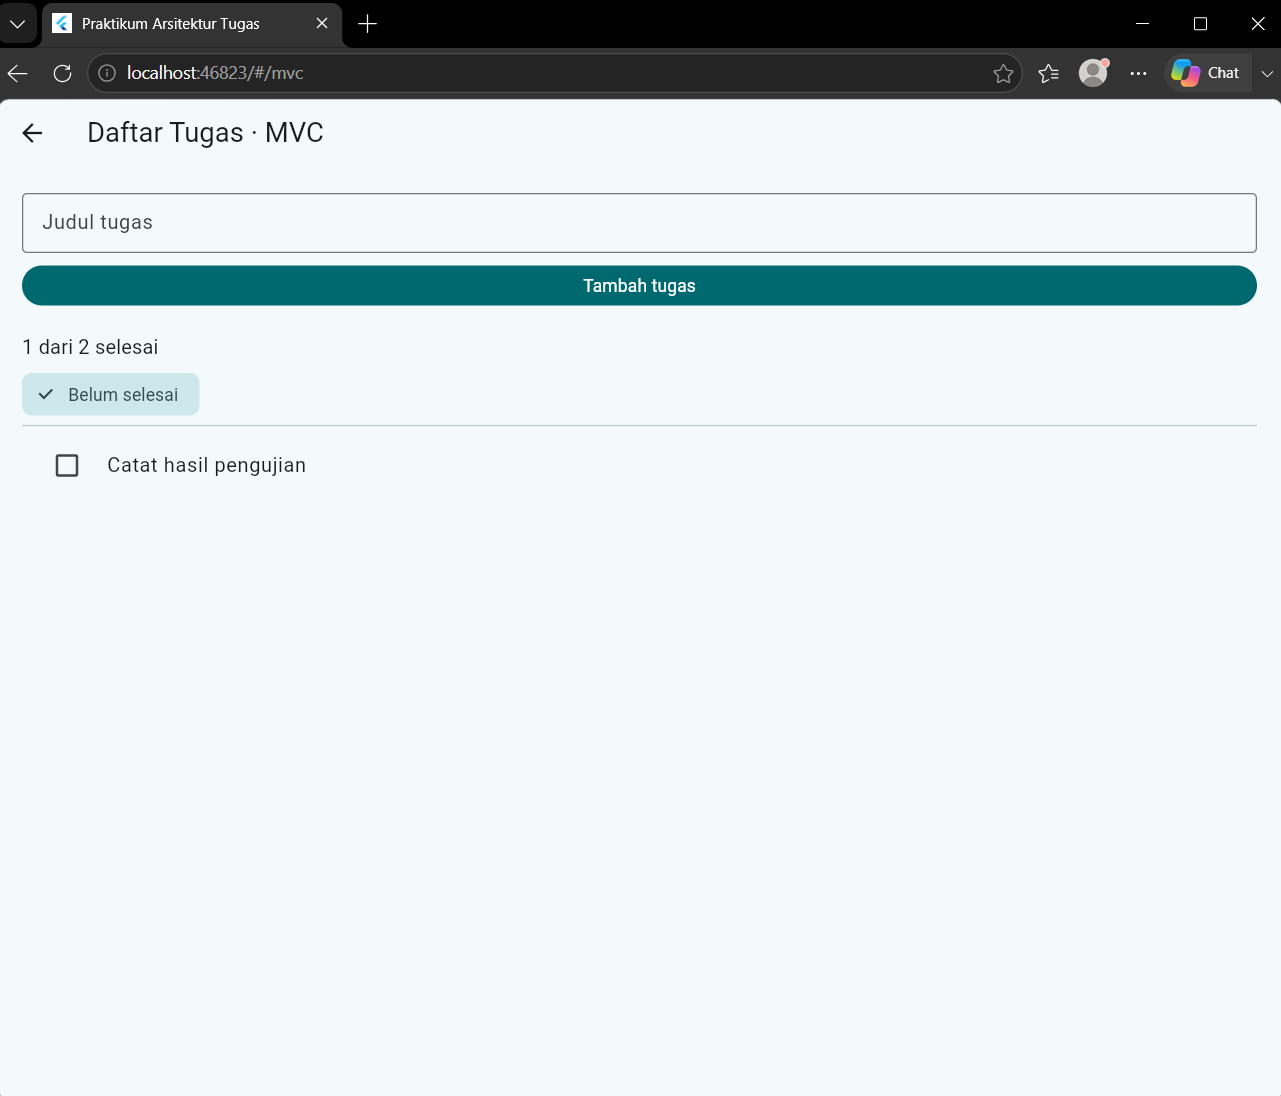 Praktikum Arsitektur Tugas
localhost:46823/#/mvc
Chat
Daftar Tugas · MVC
Judul tugas
Tambah tugas
1 dari 2 selesai
Belum selesai
Catat hasil pengujian